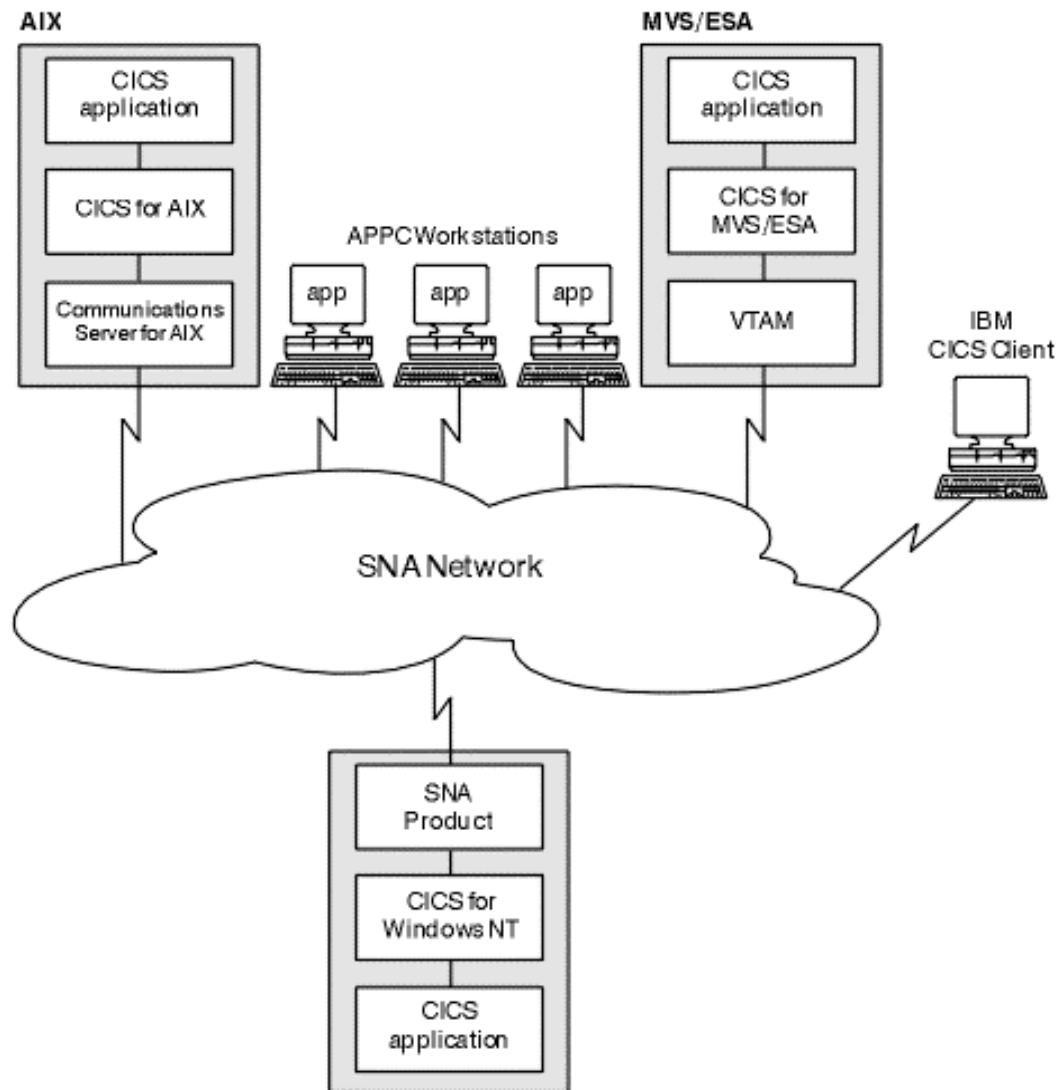 AIX
CICS
application
CICS for AIX
Communications
Server for AIX
APPC Workstations
app
app
app
MVS/ESA
CICS
application
CICS for
MVS/ESA
VTAM
IBM
CICS Client
SNA Network
SNA
Product
CICS for
Windows NT
CICS
application